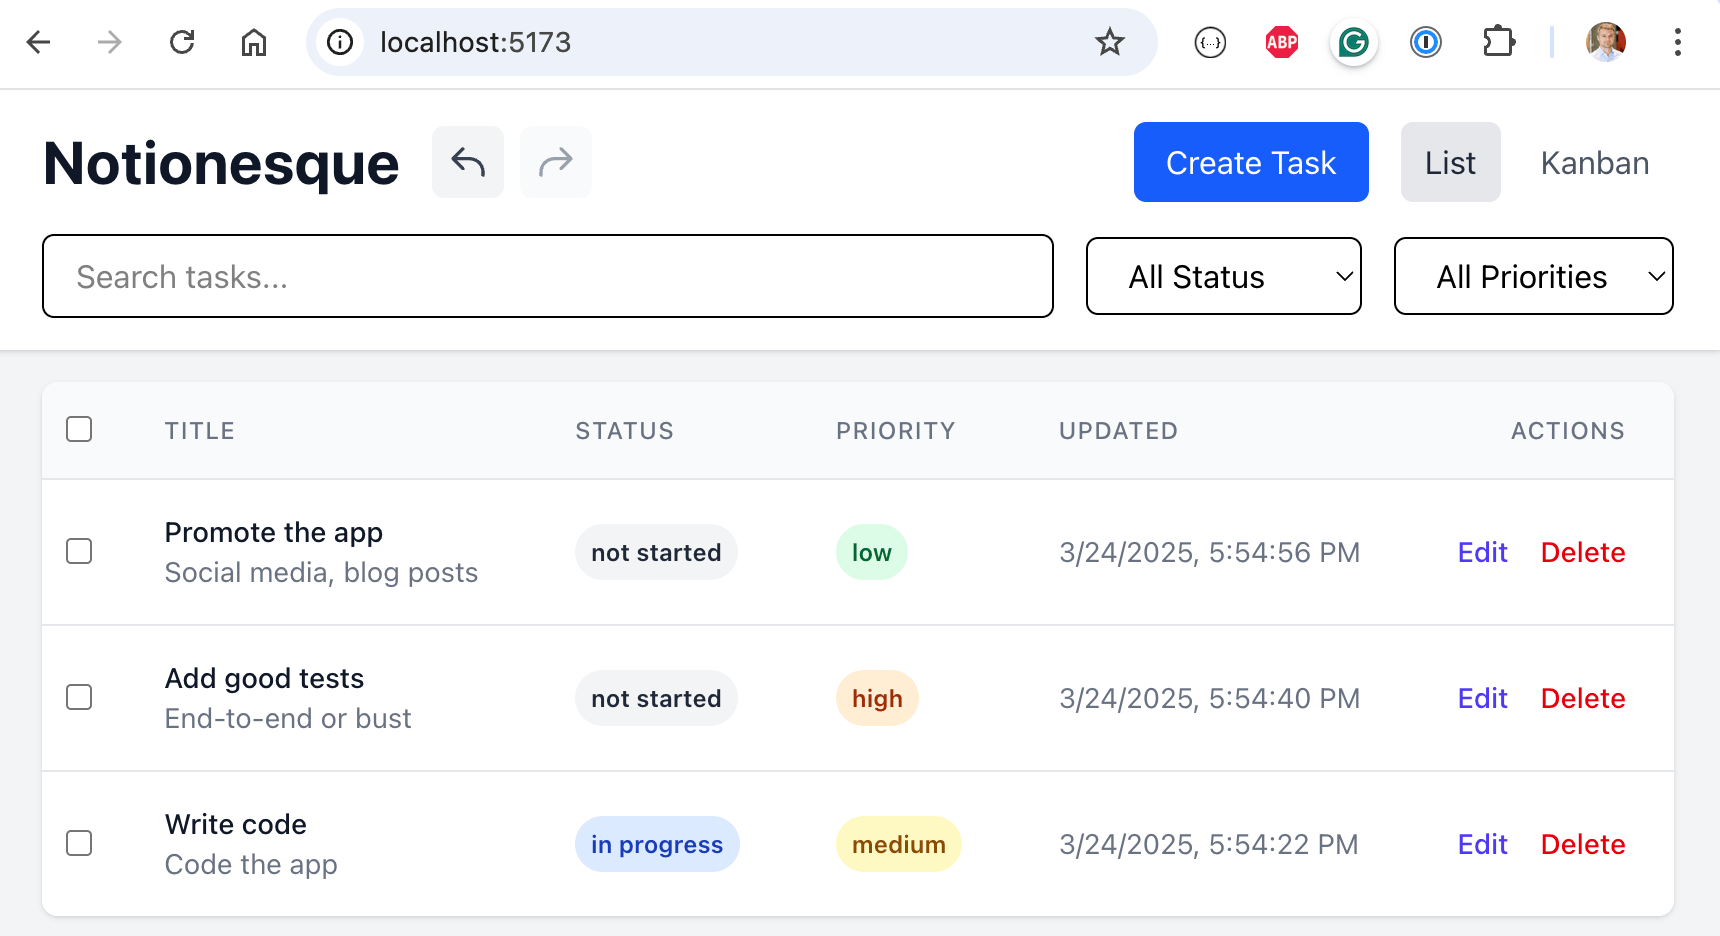 localhost:5173
{...}
ABP
Notionesque
Create Task
List
Kanban
Search tasks...
All Status
All Priorities
TITLE STATUS PRIORITY UPDATED ACTIONS
Promote the app
Social media, blog posts
not started
low
3/24/2025, 5:54:56 PM
Edit Delete
Add good tests
End-to-end or bust
not started
high
3/24/2025, 5:54:40 PM
Edit Delete
Write code
Code the app
in progress
medium
3/24/2025, 5:54:22 PM
Edit Delete